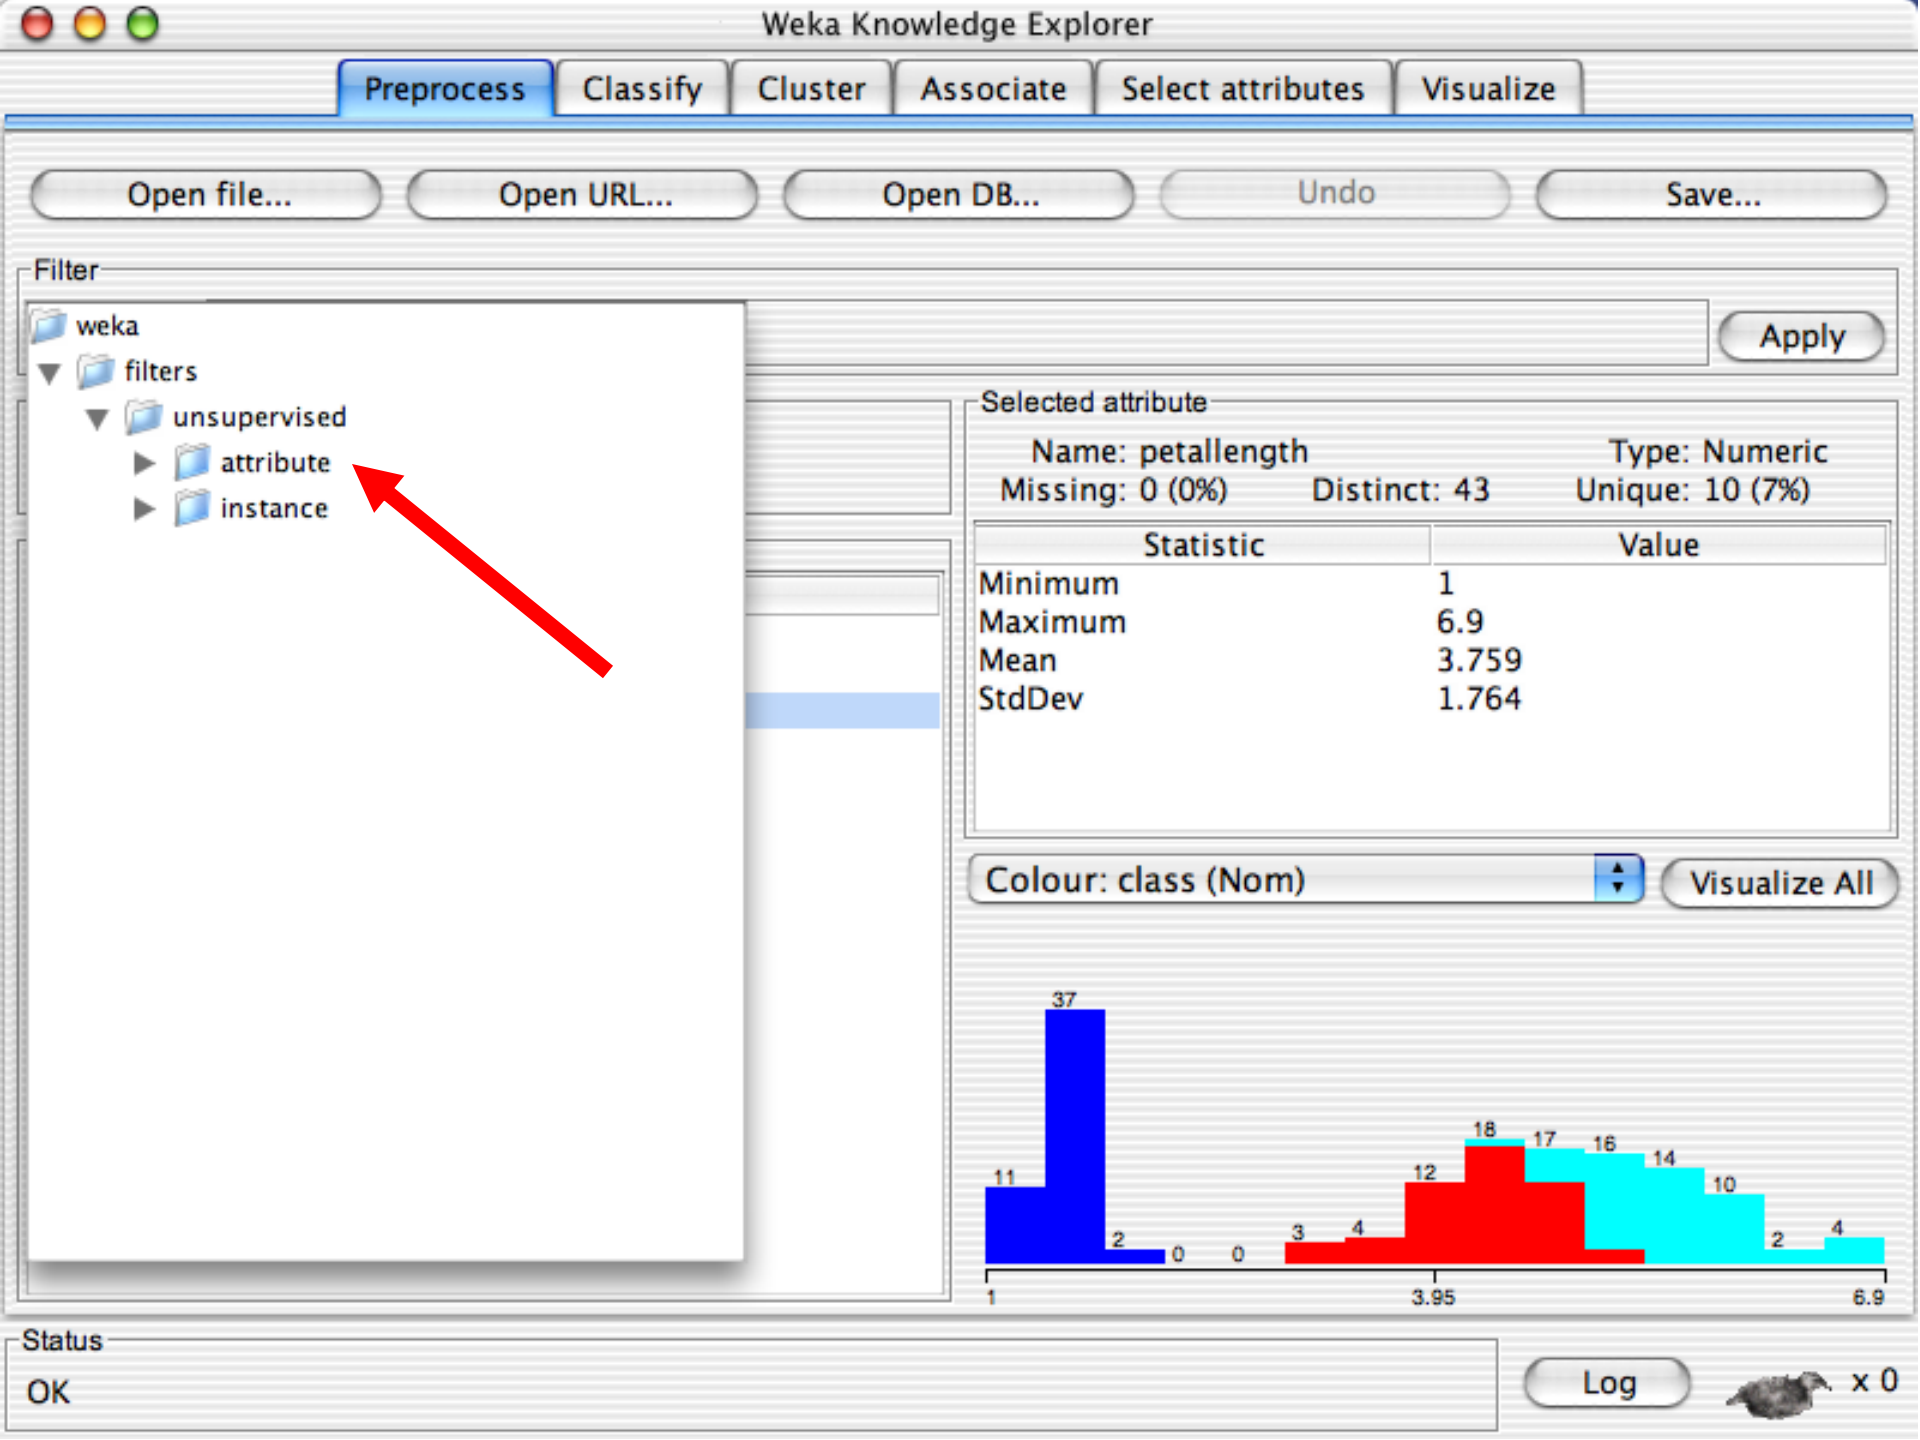 Weka Knowledge Explorer
Preprocess Classify Cluster Associate Select attributes Visualize
Open file... Open URL... Open DB... Undo Save...
Filter
weka
Apply
filters
unsupervised
attribute
instance
Selected attribute
Name: petallength Type: Numeric
Missing: 0 (0%) Distinct: 43 Unique: 10 (7%)
Statistic Value
Minimum 1
Maximum 6.9
Mean 3.759
StdDev 1.764
Colour: class (Nom) Visualize All
37
11
2
0
0
3
4
12
18
17
16
14
10
2
4
1 3.95 6.9
Status
OK
Log x 0